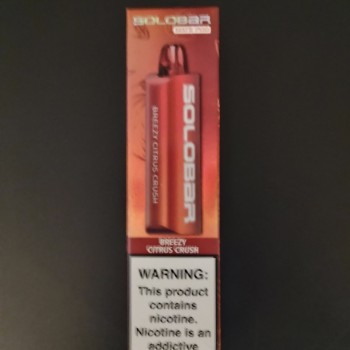 SOLOBAR
BREEZY CITRUS CRUSH
SOLOBAR
BREEZY
CITRUS CRUSH
WARNING:
This product
contains
nicotine.
Nicotine is an
addictive